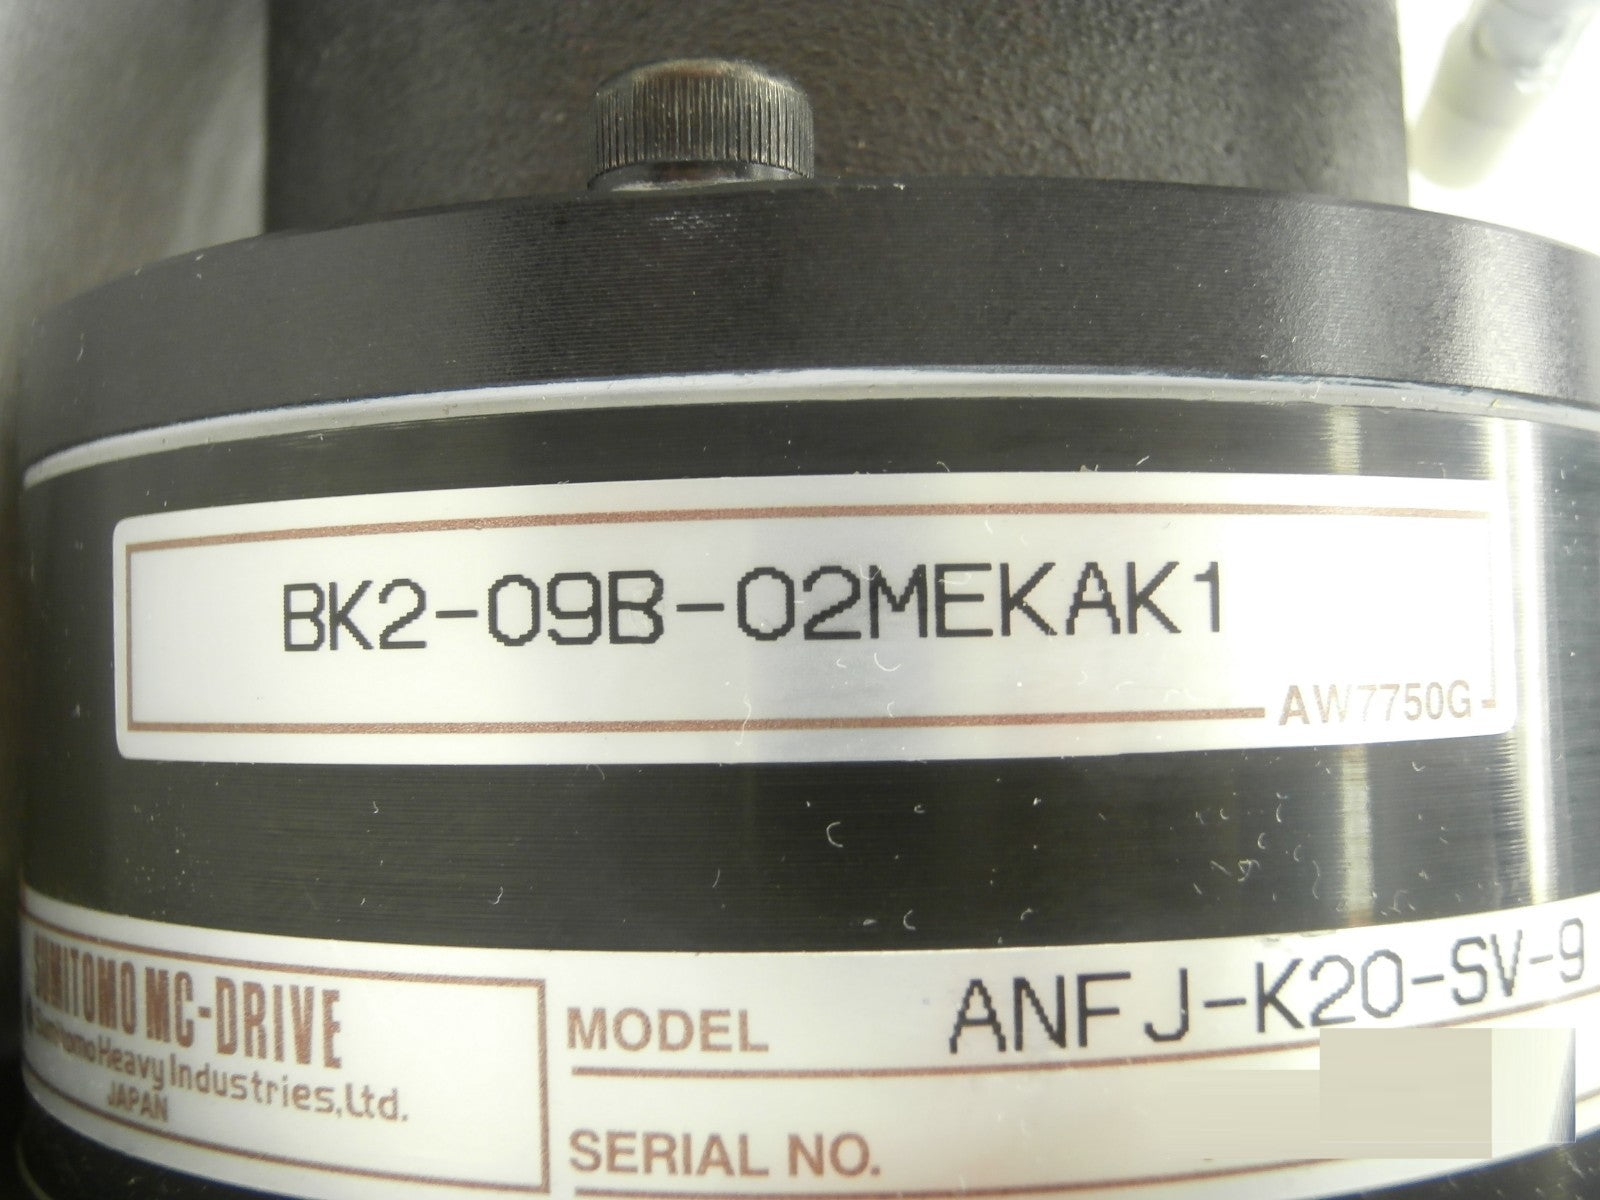 BK2-09B-02MEKAK1
AW7750G
SUMITOMO MC-DRIVE
Sumitomo Heavy Industries, Ltd.
JAPAN
MODEL ANFJ-K20-SV-9
SERIAL NO.